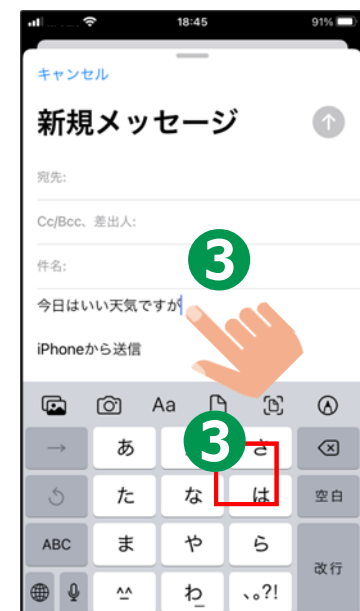 18:45 91%
キャンセル
新規メッセージ
宛先:
Cc/Bcc、差出人:
件名:
3
今日はいい天気ですが
iPhoneから送信
Aa
→ あ 3 さ
た な は 空白
ABC ま や ら
改行
^^ わ 、。?!